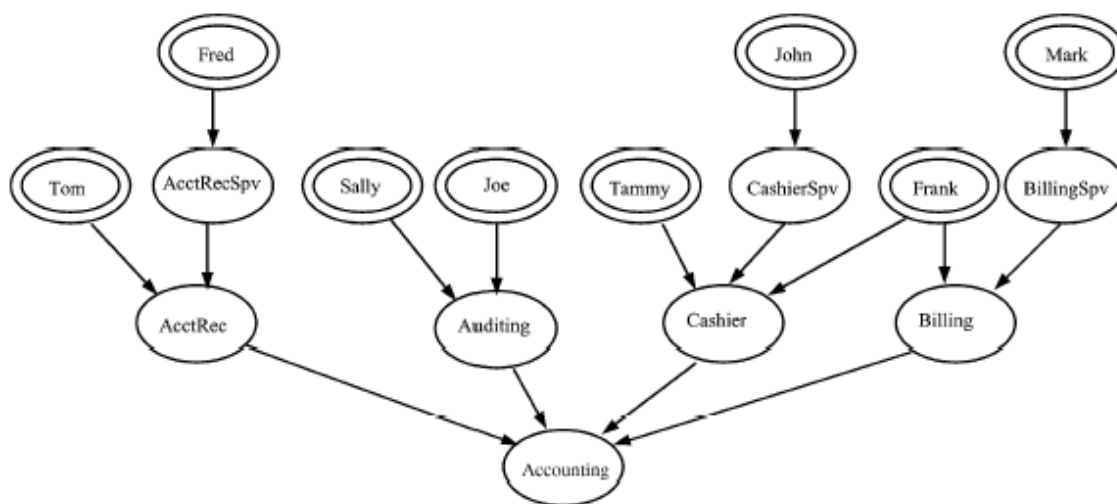 Fred
John
Mark
Tom
AcctRecSpv
Sally
Joe
Tammy
CashierSpv
Frank
BillingSpv
AcctRec
Auditing
Cashier
Billing
Accounting